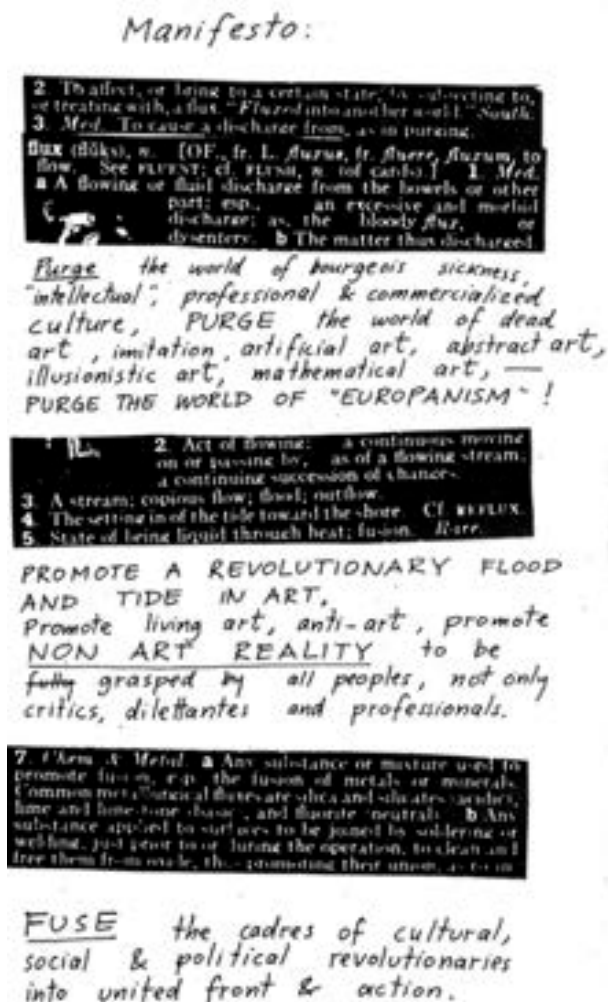 Manifesto:
2. To affect, or bring to a certain state, by subjecting to,
or treating with, a flux. "Fluxed into another world." South.
3. Med. To cause a discharge from, as in purging.
flux (flŭks), n. [OF., fr. L. fluxus, fr. fluere, fluxum, to
flow. See FLUENT; cf. FLUSH, n. (of cards).] 1. Med.
a A flowing or fluid discharge from the bowels or other
part; esp., an excessive and morbid
discharge; as, the bloody flux, or
dysentery. b The matter thus discharged
Purge the world of bourgeois sickness,
"intellectual", professional & commercialized
culture, PURGE the world of dead
art, imitation, artificial art, abstract art,
illusionistic art, mathematical art, —
PURGE THE WORLD OF "EUROPANISM"!
2. Act of flowing: a continuous moving
on or passing by, as of a flowing stream;
a continuing succession of changes.
3. A stream; copious flow; flood; outflow.
4. The setting in of the tide toward the shore. Cf. REFLUX.
5. State of being liquid through heat; fusion. Rare.
PROMOTE A REVOLUTIONARY FLOOD
AND TIDE IN ART,
Promote living art, anti-art, promote
NON ART REALITY to be
fully grasped by all peoples, not only
critics, dilettantes and professionals.
7. Chem. & Metal. a Any substance or mixture used to
promote fusion, esp. the fusion of metals or minerals.
Common metallurgical fluxes are silica and silicates (acidic),
lime and limestone (basic), and fluorite (neutral). b Any
substance applied to surfaces to be joined by soldering or
welding, just prior to or during the operation, to clean and
free them from oxide, thus promoting their union, as rosin.
FUSE the cadres of cultural,
social & political revolutionaries
into united front & action.